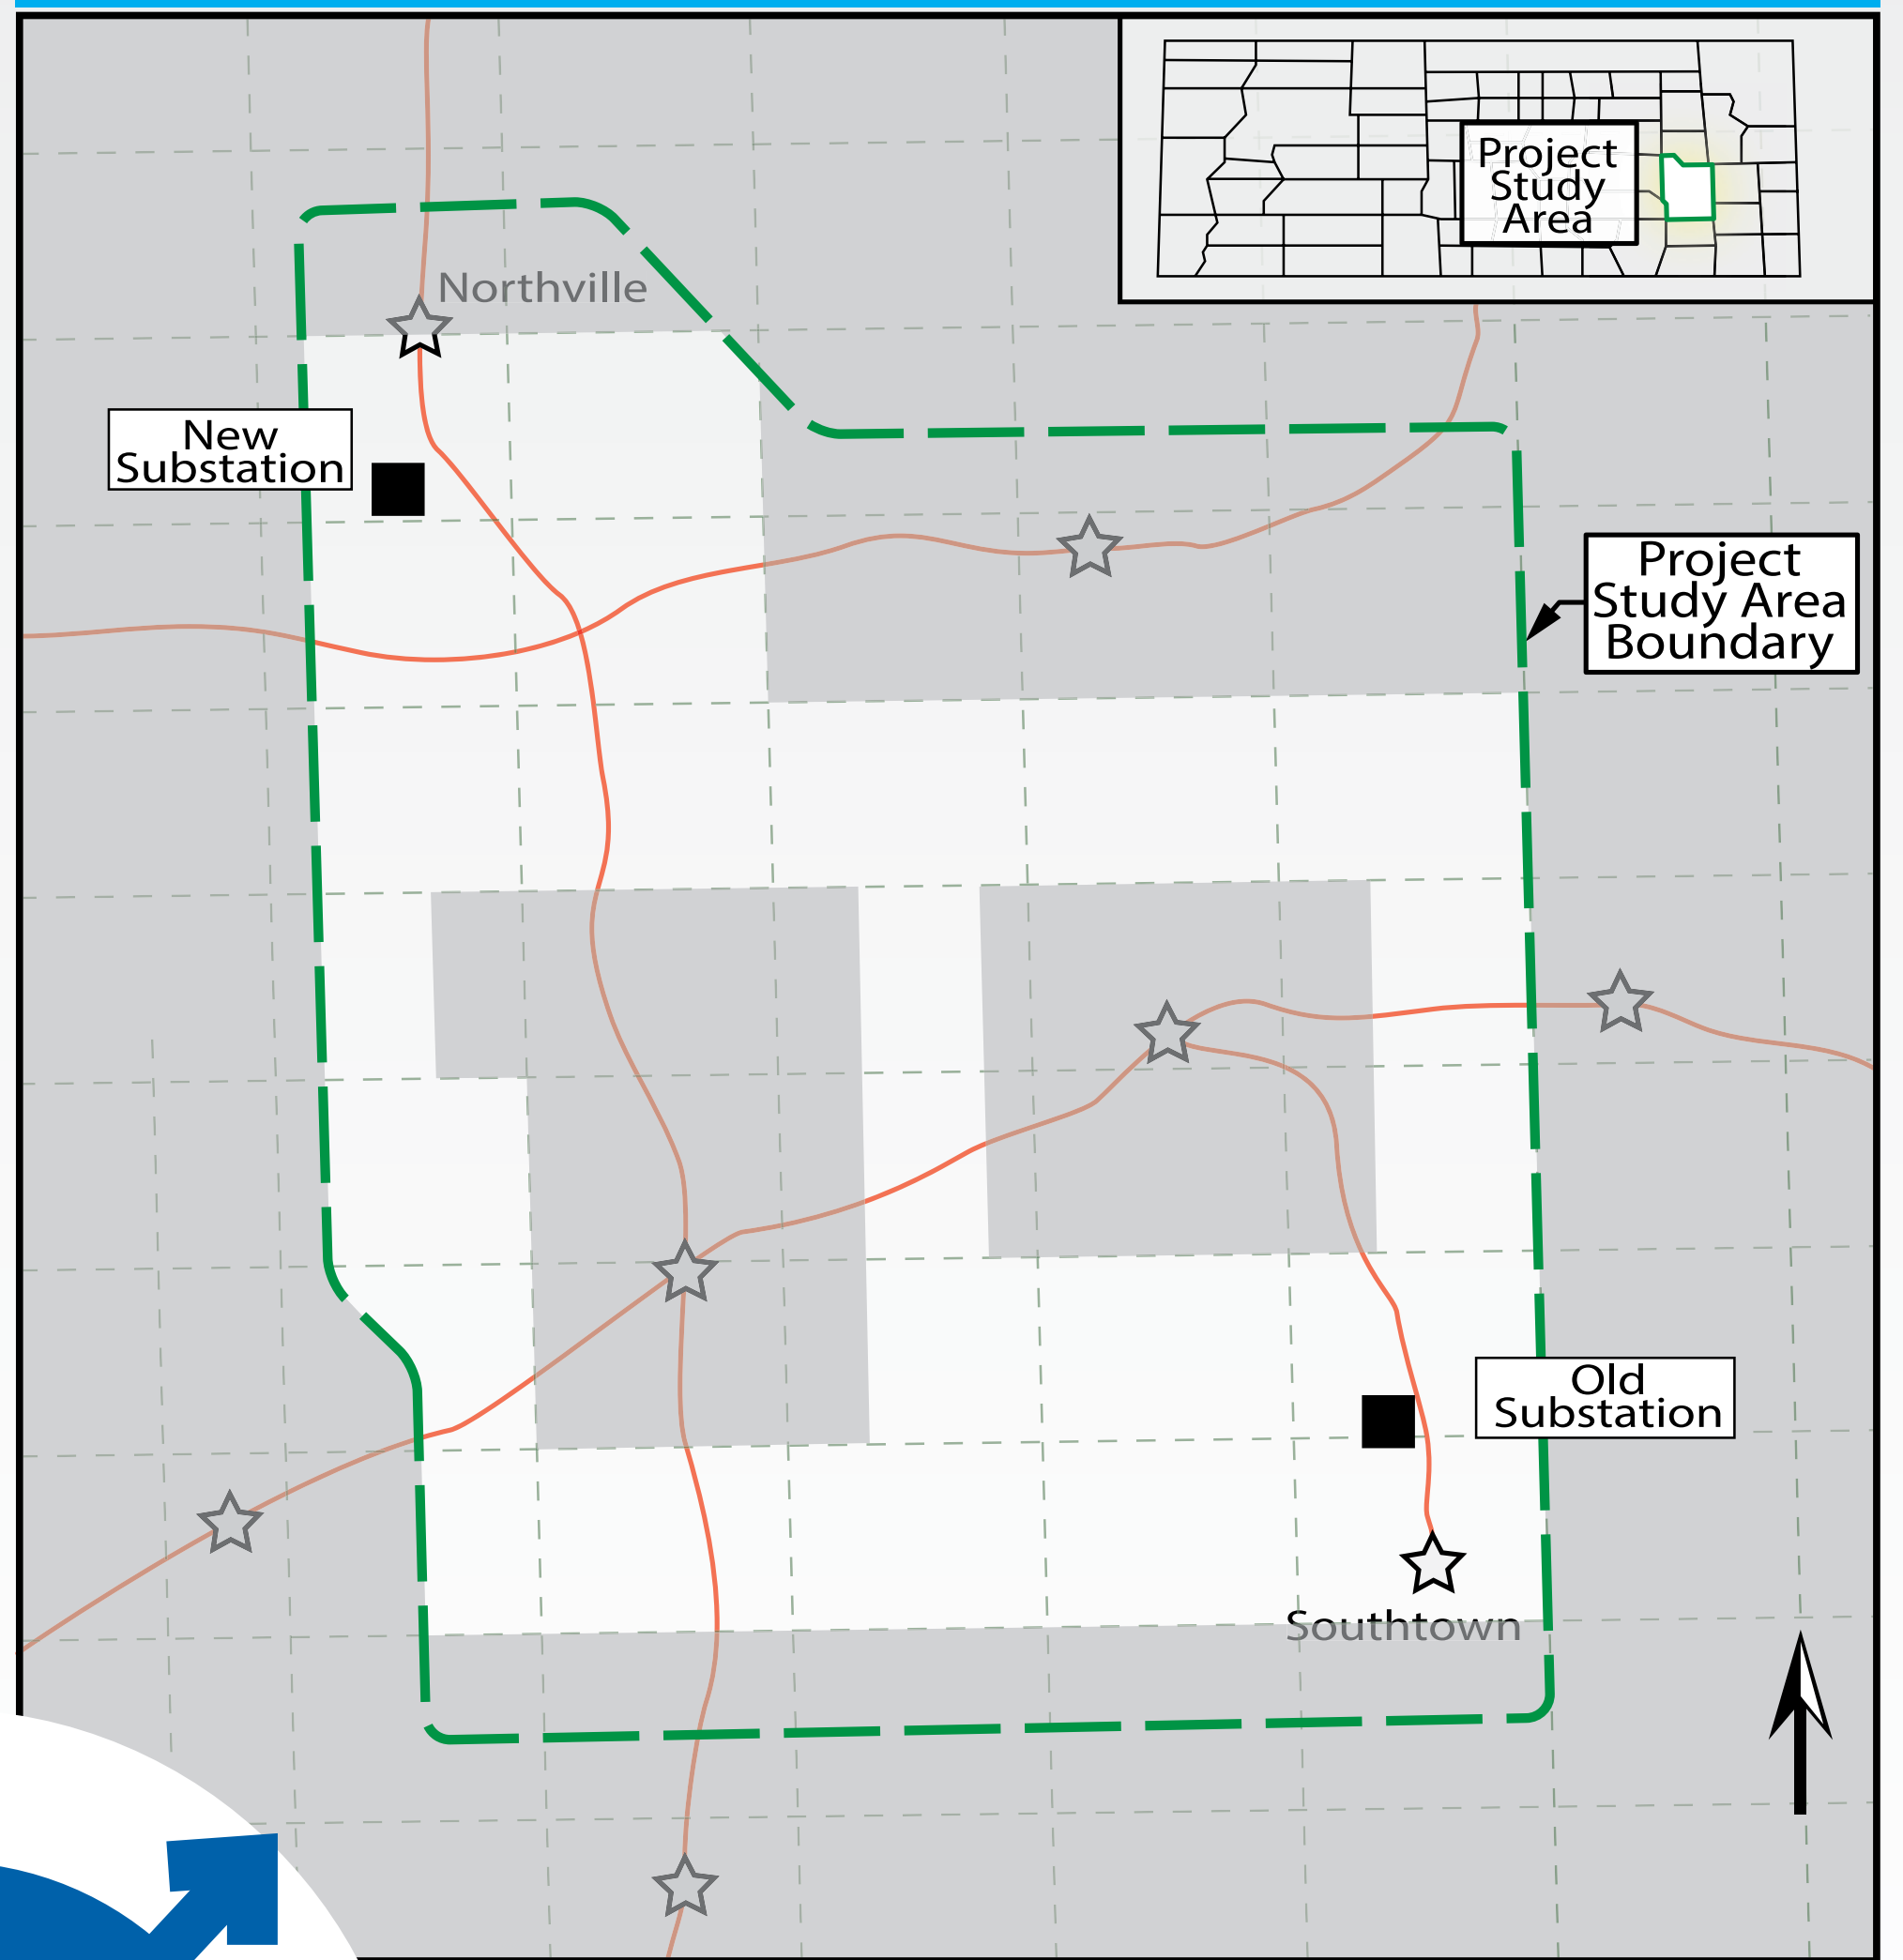 Project
Study
Area
Northville
New
Substation
Project
Study Area
Boundary
Old
Substation
Southtown